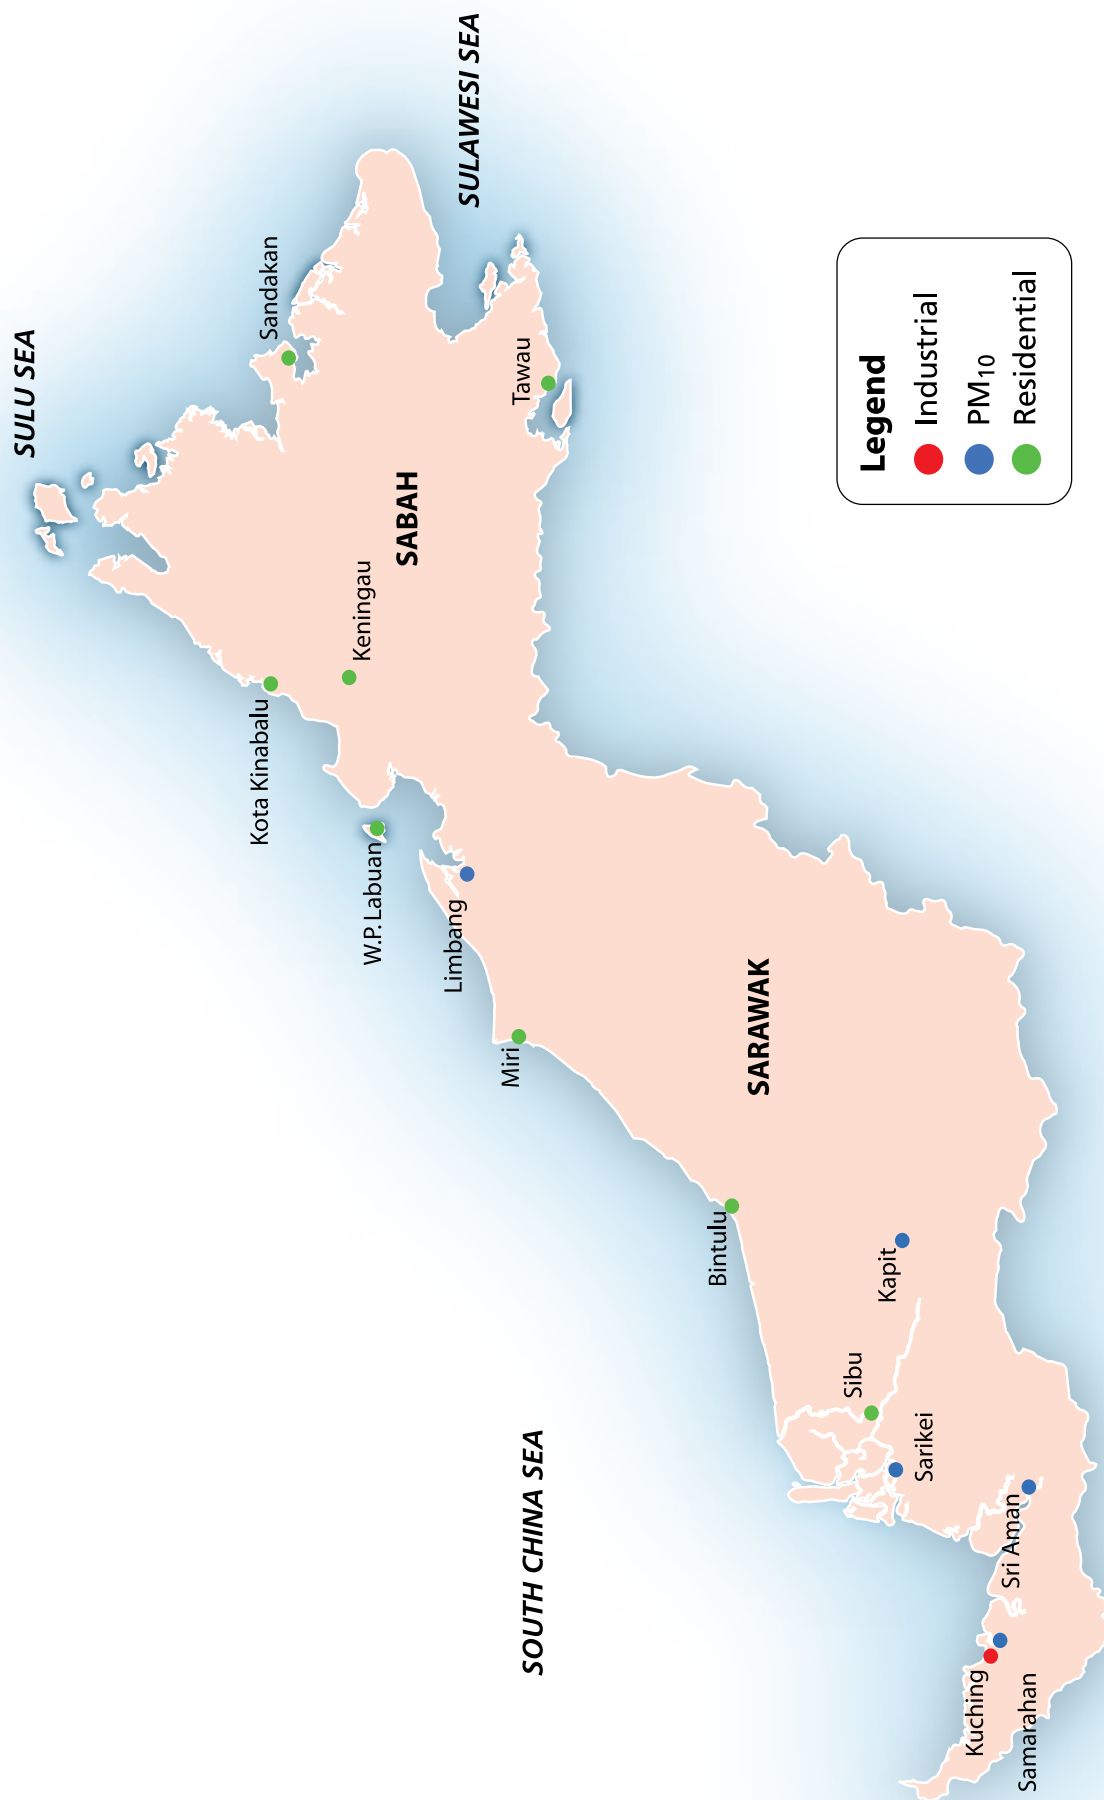 SULU SEA
SULAWESI SEA
Sandakan
Tawau
SABAH
Keningau
Kota Kinabalu
W.P. Labuan
Limbang
Miri
SARAWAK
Bintulu
Kapit
Sibu
Sarikei
Sri Aman
Kuching
Samarahan
SOUTH CHINA SEA
Legend
Industrial
PM10
Residential